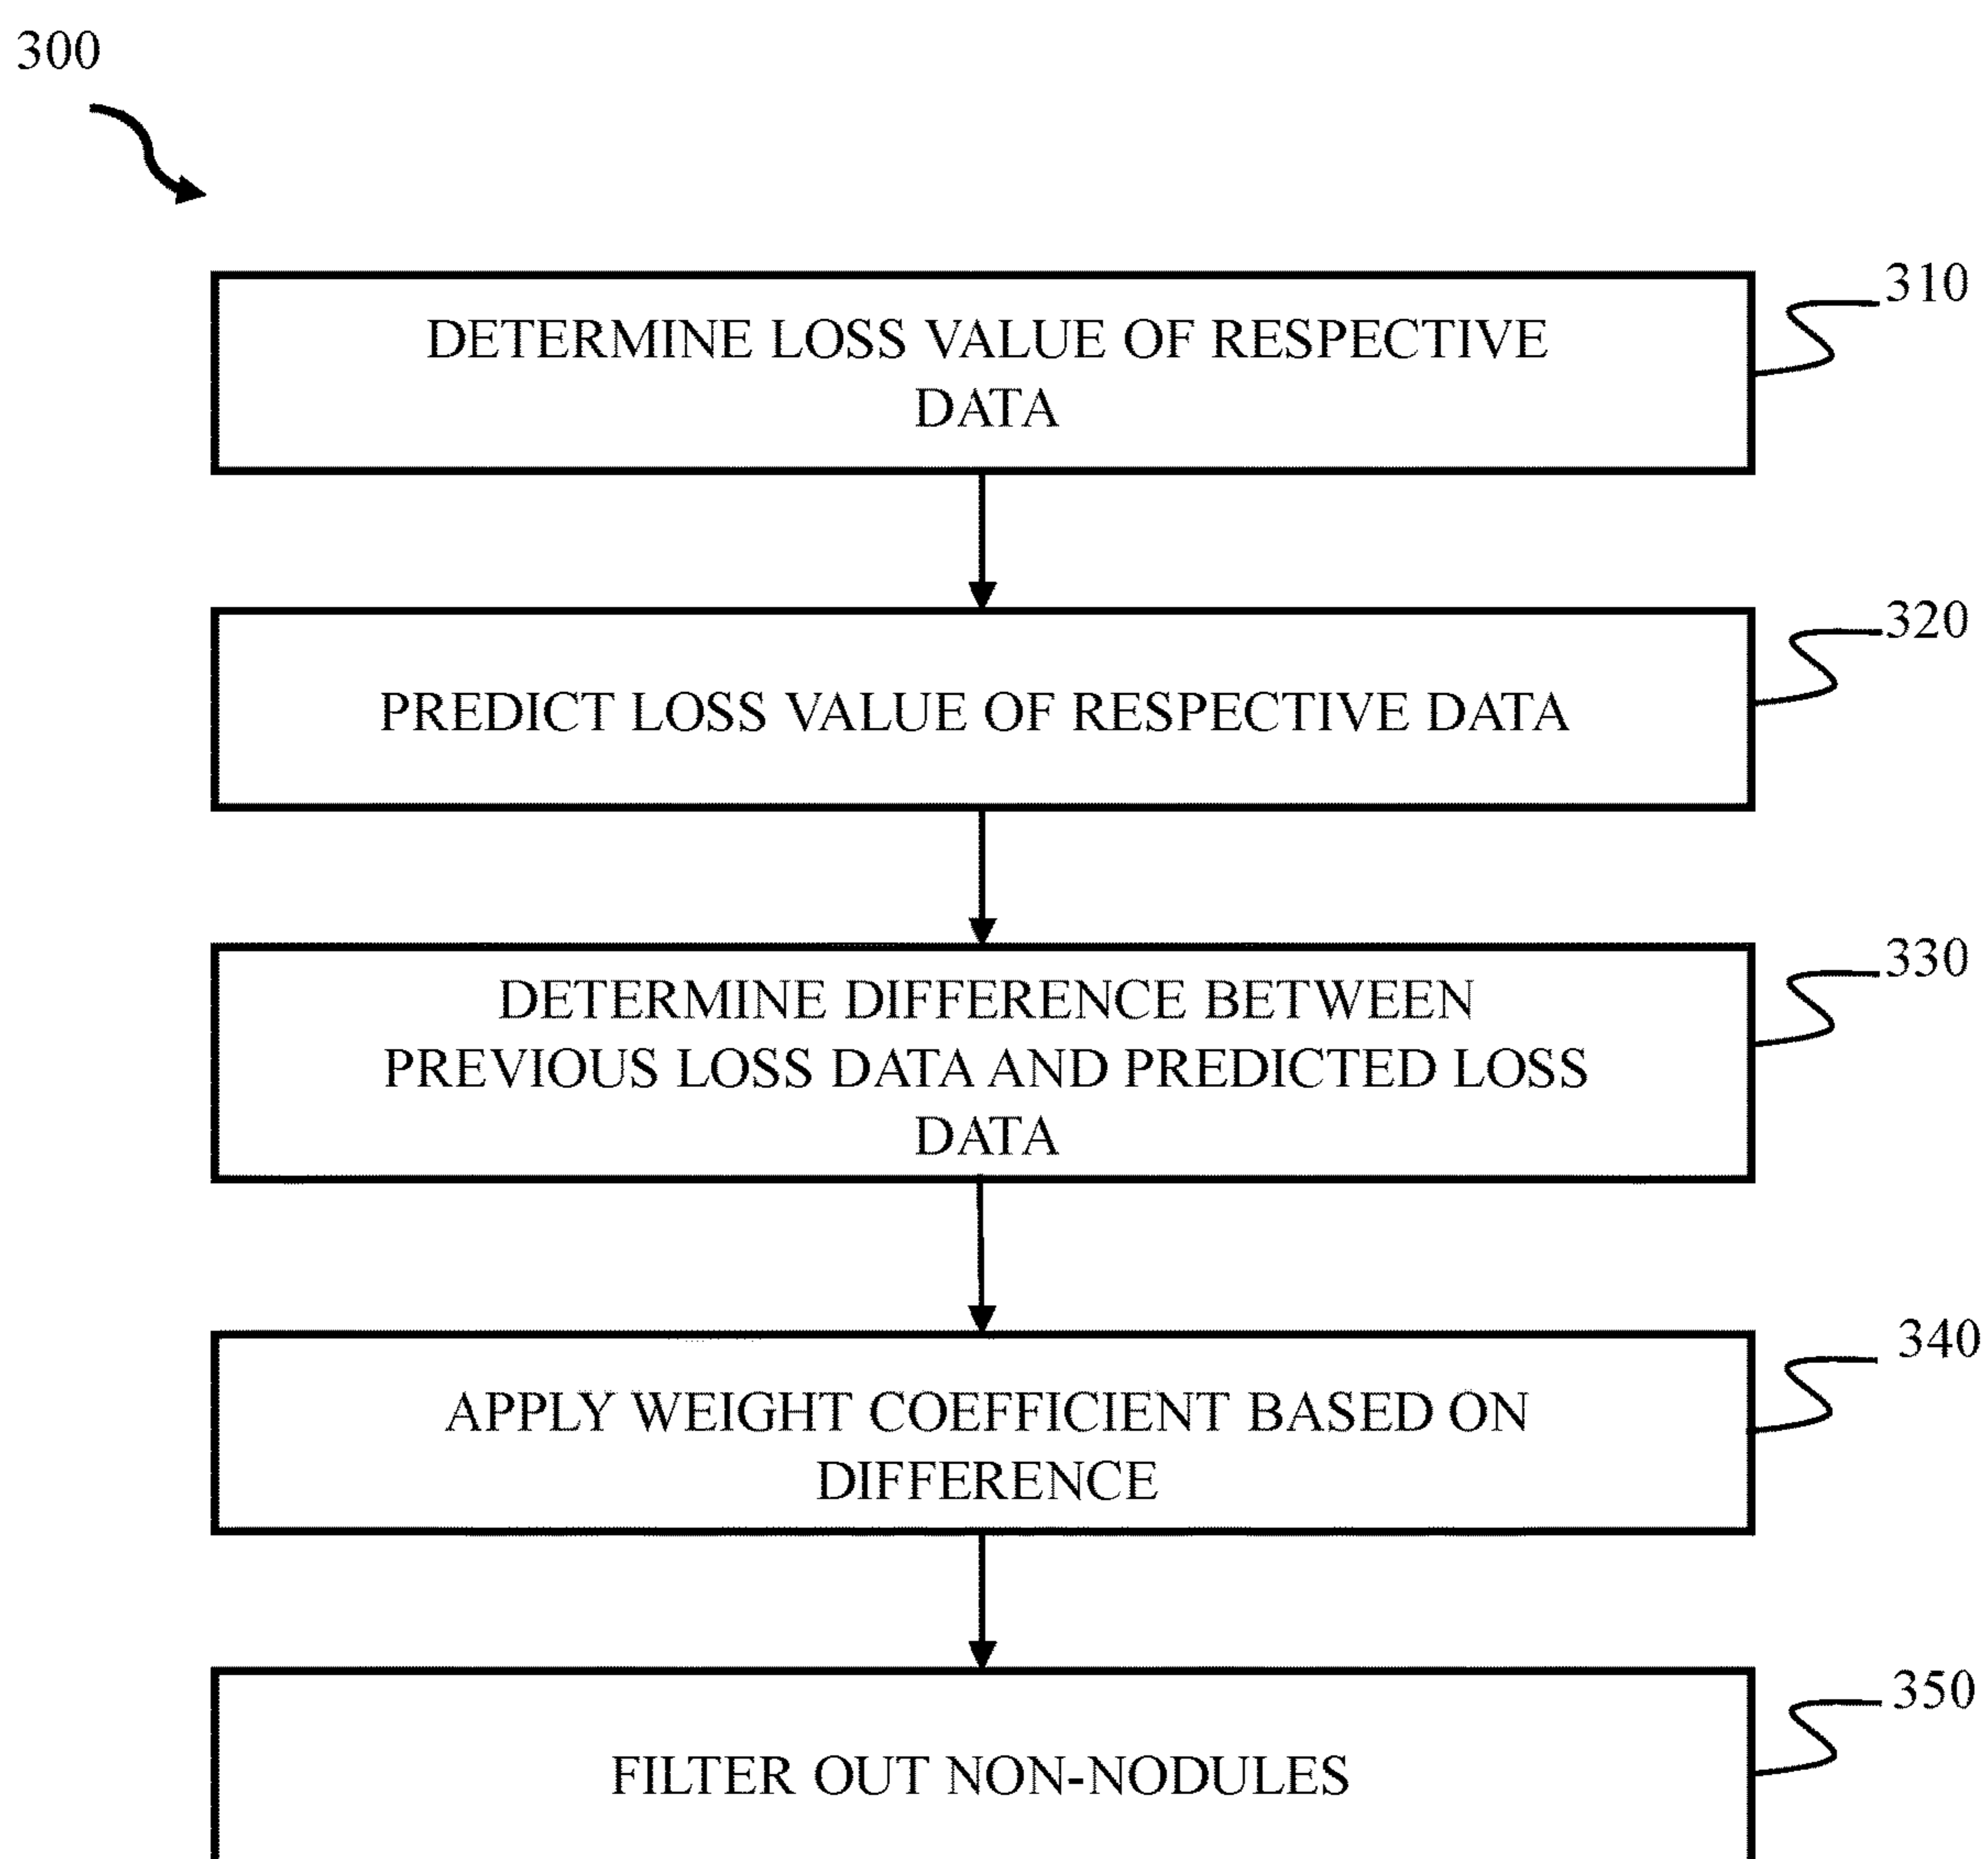 300
310
DETERMINE LOSS VALUE OF RESPECTIVE
DATA
320
PREDICT LOSS VALUE OF RESPECTIVE DATA
330
DETERMINE DIFFERENCE BETWEEN
PREVIOUS LOSS DATA AND PREDICTED LOSS
DATA
340
APPLY WEIGHT COEFFICIENT BASED ON
DIFFERENCE
350
FILTER OUT NON-NODULES